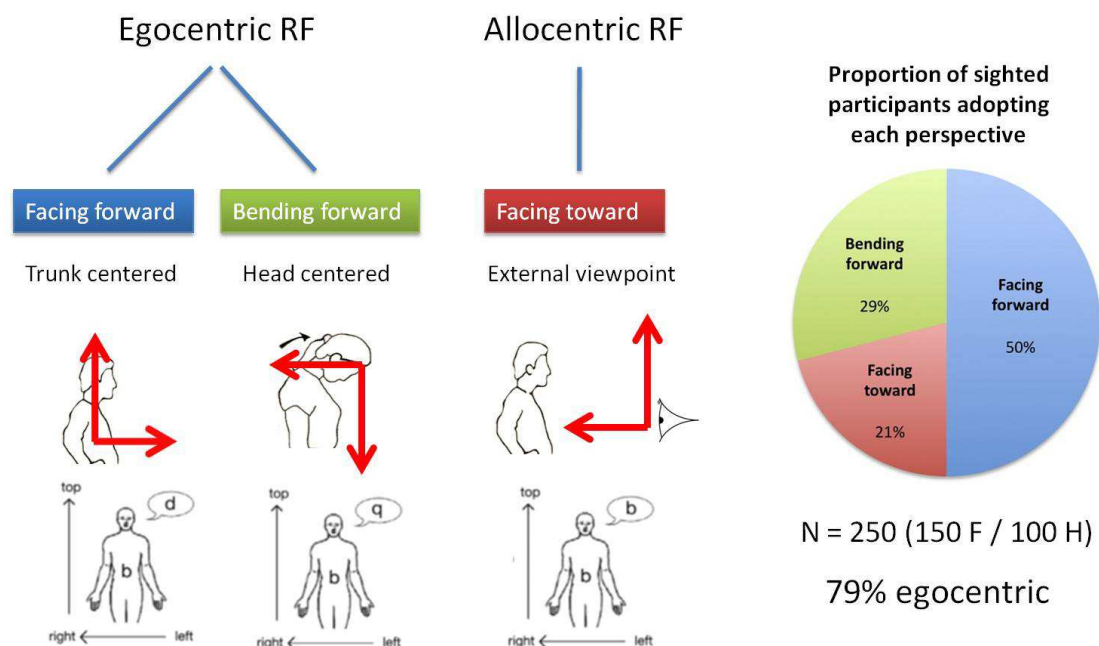 Egocentric RF
Allocentric RF
Facing forward
Bending forward
Facing toward
Trunk centered
Head centered
External viewpoint
top
d
b
right
left
top
q
b
right
left
top
b
b
right
left
Proportion of sighted
participants adopting
each perspective
Bending
forward
29%
Facing
forward
50%
Facing
toward
21%
N = 250 (150 F / 100 H)
79% egocentric